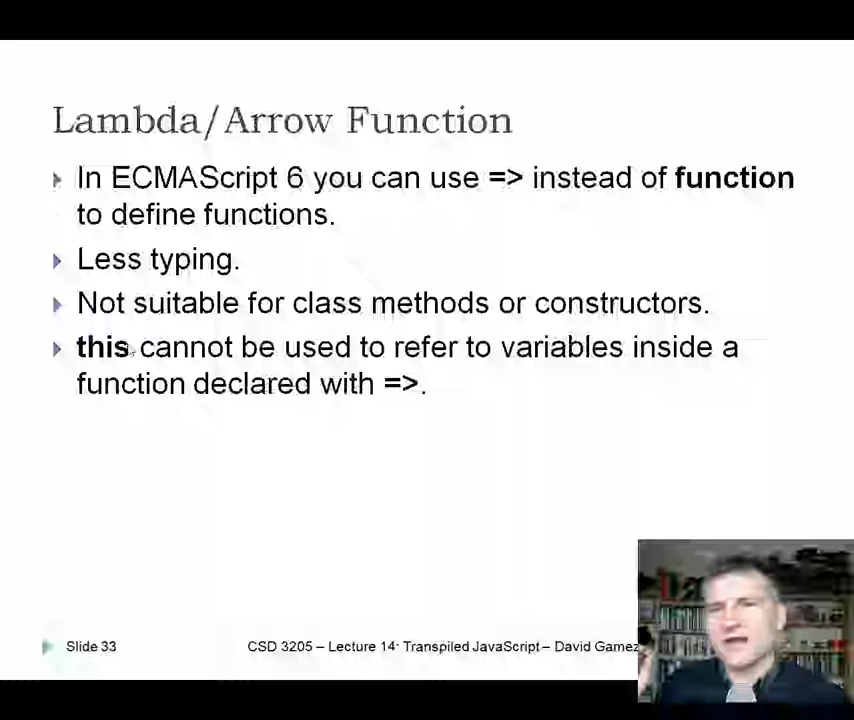 Lambda/Arrow Function
In ECMAScript 6 you can use => instead of function
to define functions.
Less typing.
Not suitable for class methods or constructors.
this cannot be used to refer to variables inside a
function declared with =>.
Slide 33
CSD 3205 – Lecture 14: Transpiled JavaScript – David Gamez